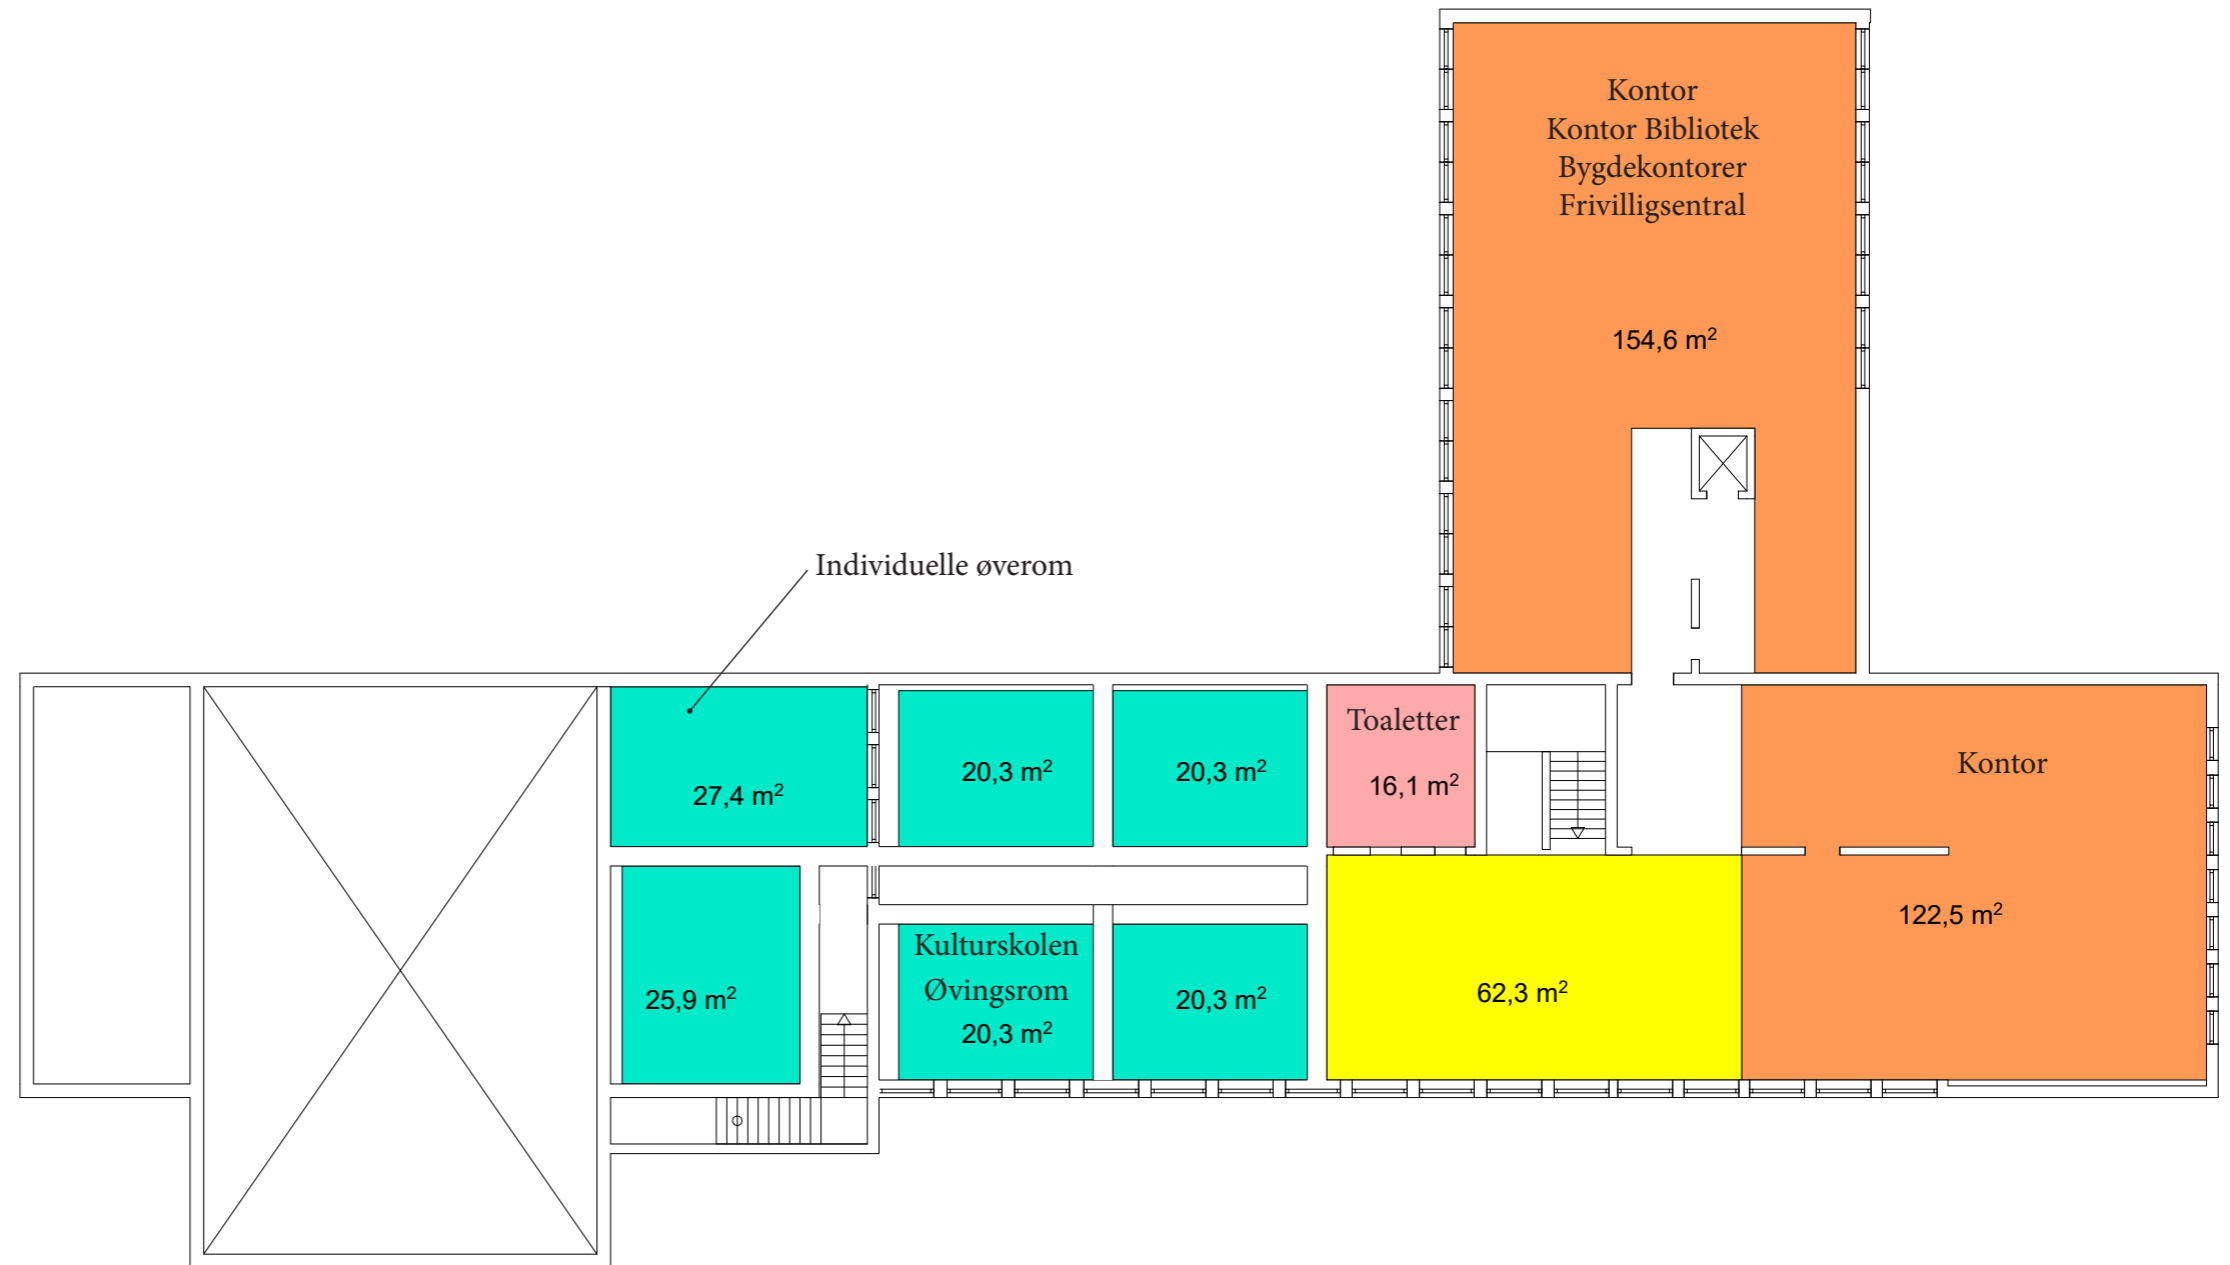 Kontor
Kontor Bibliotek
Bygdekontorer
Frivilligsentral
154,6 m²
Individuelle øverom
27,4 m²
20,3 m²
20,3 m²
Toaletter
16,1 m²
Kontor
122,5 m²
25,9 m²
Kulturskolen
Øvingsrom
20,3 m²
20,3 m²
62,3 m²